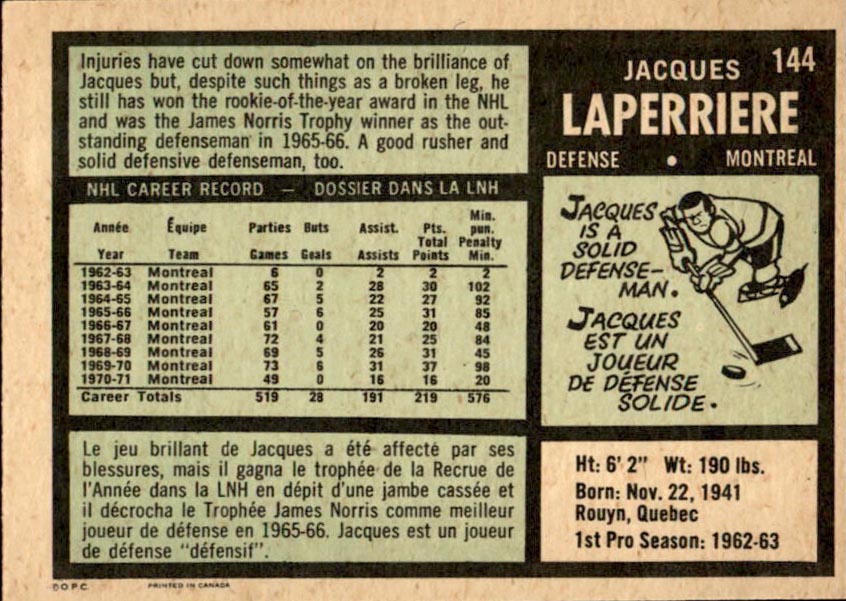 Injuries have cut down somewhat on the brilliance of
Jacques but, despite such things as a broken leg, he
still has won the rookie-of-the-year award in the NHL
and was the James Norris Trophy winner as the out-
standing defenseman in 1965-66. A good rusher and
solid defensive defenseman, too.
JACQUES 144
LAPERRIERE
DEFENSE • MONTREAL
NHL CAREER RECORD — DOSSIER DANS LA LNH
Année Équipe Parties Buts Assist. Pts. Min. pun.
Year Team Games Goals Assists Total Points Penalty Min.
1962-63 Montreal 6 0 2 2 2
1963-64 Montreal 65 2 28 30 102
1964-65 Montreal 67 5 22 27 92
1965-66 Montreal 57 6 25 31 85
1966-67 Montreal 61 0 20 20 48
1967-68 Montreal 72 4 21 25 84
1968-69 Montreal 69 5 26 31 45
1969-70 Montreal 73 6 31 37 98
1970-71 Montreal 49 0 16 16 20
Career Totals 519 28 191 219 576
JACQUES
IS A
SOLID
DEFENSE-
MAN.
JACQUES
EST UN
JOUEUR
DE DÉFENSE
SOLIDE.
Le jeu brillant de Jacques a été affecté par ses
blessures, mais il gagna le trophée de la Recrue de
l'Année dans la LNH en dépit d'une jambe cassée et
il décrocha le Trophée James Norris comme meilleur
joueur de défense en 1965-66. Jacques est un joueur
de défense "défensif".
Ht: 6' 2" Wt: 190 lbs.
Born: Nov. 22, 1941
Rouyn, Quebec
1st Pro Season: 1962-63
©O.P.C. PRINTED IN CANADA